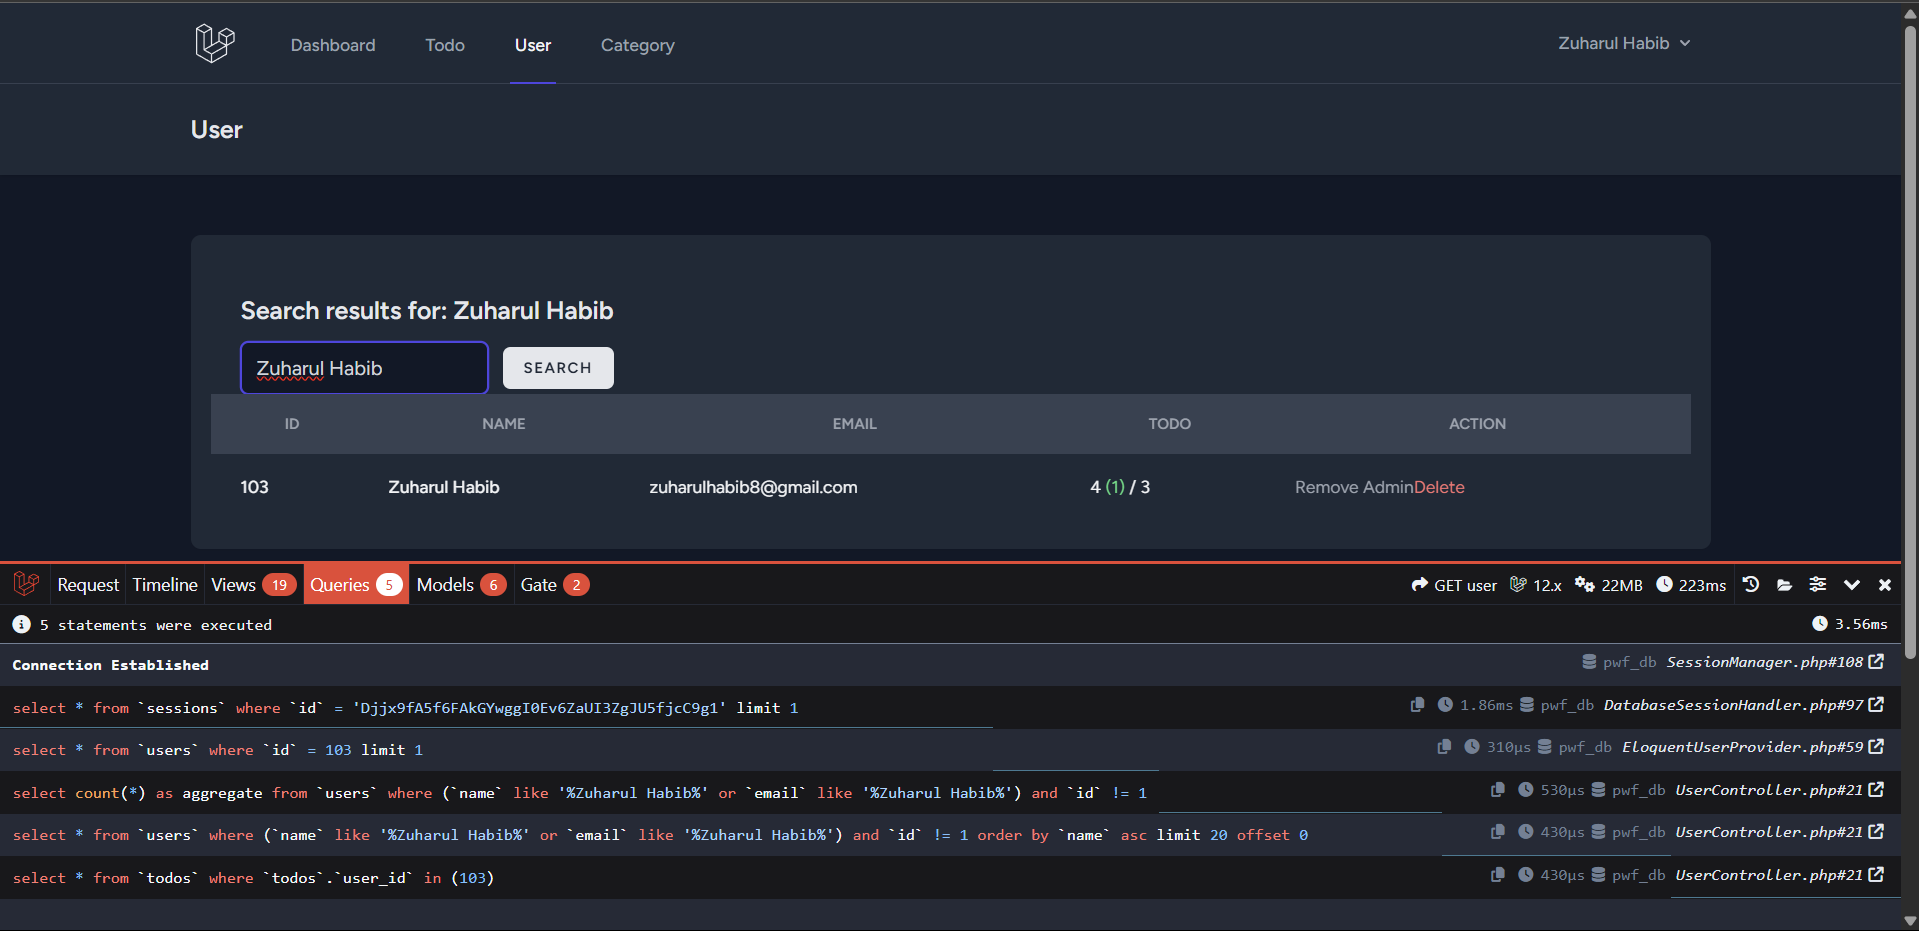 Dashboard Todo User Category Zuharul Habib
User
Search results for: Zuharul Habib
Zuharul Habib SEARCH
ID NAME EMAIL TODO ACTION
103 Zuharul Habib zuharulhabib8@gmail.com 4 (1) / 3 Remove AdminDelete
Request Timeline Views 19 Queries 5 Models 6 Gate 2 GET user 12.x 22MB 223ms
5 statements were executed 3.56ms
Connection Established pwf_db SessionManager.php#108
select * from `sessions` where `id` = 'Djjx9fA5f6FAkGYwggI0Ev6ZaUI3ZgJU5fjcC9g1' limit 1 1.86ms pwf_db DatabaseSessionHandler.php#97
select * from `users` where `id` = 103 limit 1 310μs pwf_db EloquentUserProvider.php#59
select count(*) as aggregate from `users` where (`name` like '%Zuharul Habib%' or `email` like '%Zuharul Habib%') and `id` != 1 530μs pwf_db UserController.php#21
select * from `users` where (`name` like '%Zuharul Habib%' or `email` like '%Zuharul Habib%') and `id` != 1 order by `name` asc limit 20 offset 0 430μs pwf_db UserController.php#21
select * from `todos` where `todos`.`user_id` in (103) 430μs pwf_db UserController.php#21